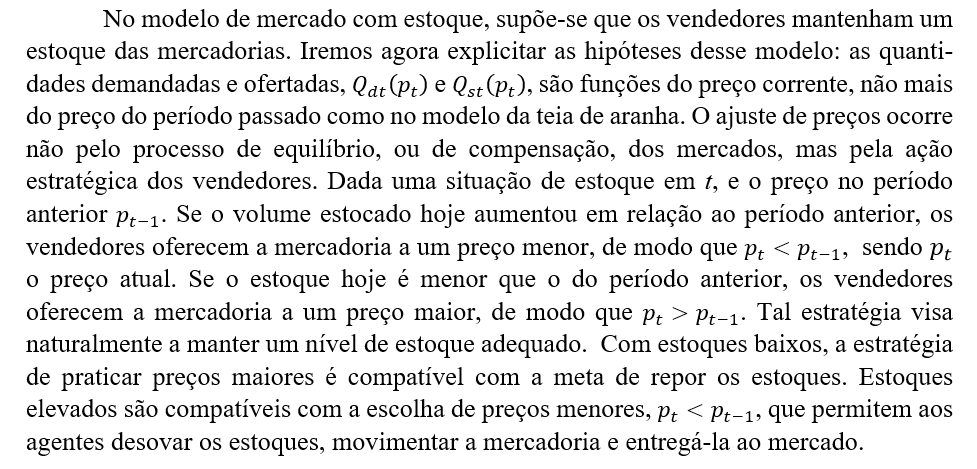 No modelo de mercado com estoque, supõe-se que os vendedores mantenham um
estoque das mercadorias. Iremos agora explicitar as hipóteses desse modelo: as quanti-
dades demandadas e ofertadas, Q_{dt}(p_t) e Q_{st}(p_t), são funções do preço corrente, não mais
do preço do período passado como no modelo da teia de aranha. O ajuste de preços ocorre
não pelo processo de equilíbrio, ou de compensação, dos mercados, mas pela ação
estratégica dos vendedores. Dada uma situação de estoque em t, e o preço no período
anterior p_{t−1}. Se o volume estocado hoje aumentou em relação ao período anterior, os
vendedores oferecem a mercadoria a um preço menor, de modo que p_t < p_{t−1}, sendo p_t
o preço atual. Se o estoque hoje é menor que o do período anterior, os vendedores
oferecem a mercadoria a um preço maior, de modo que p_t > p_{t−1}. Tal estratégia visa
naturalmente a manter um nível de estoque adequado. Com estoques baixos, a estratégia
de praticar preços maiores é compatível com a meta de repor os estoques. Estoques
elevados são compatíveis com a escolha de preços menores, p_t < p_{t−1}, que permitem aos
agentes desovar os estoques, movimentar a mercadoria e entregá-la ao mercado.